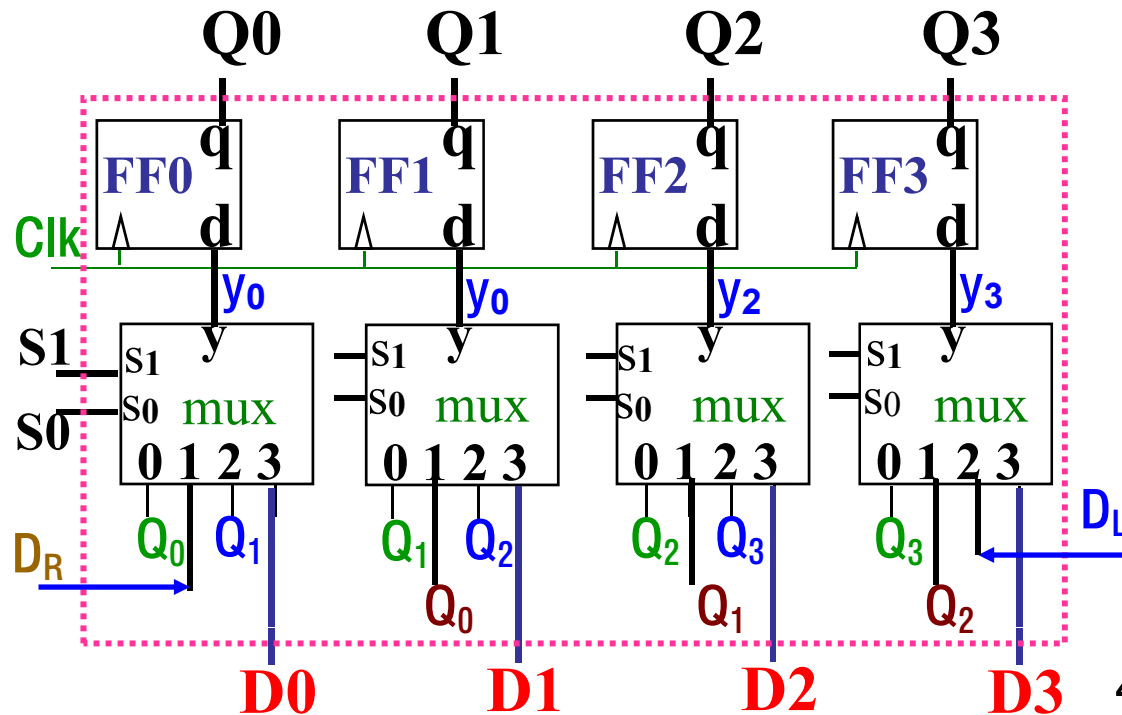 Q0 Q1 Q2 Q3
q q q q
FF0 FF1 FF2 FF3
d d d d
Clk
y0 y0 y2 y3
y y y y
S1 S1 S1 S1 S1
S0 S0 S0 S0 S0
mux mux mux mux
0 1 2 3 0 1 2 3 0 1 2 3 0 1 2 3
Q0 Q1 Q1 Q2 Q2 Q3 Q3 DL
DR
Q0 Q1 Q2
D0 D1 D2 D3